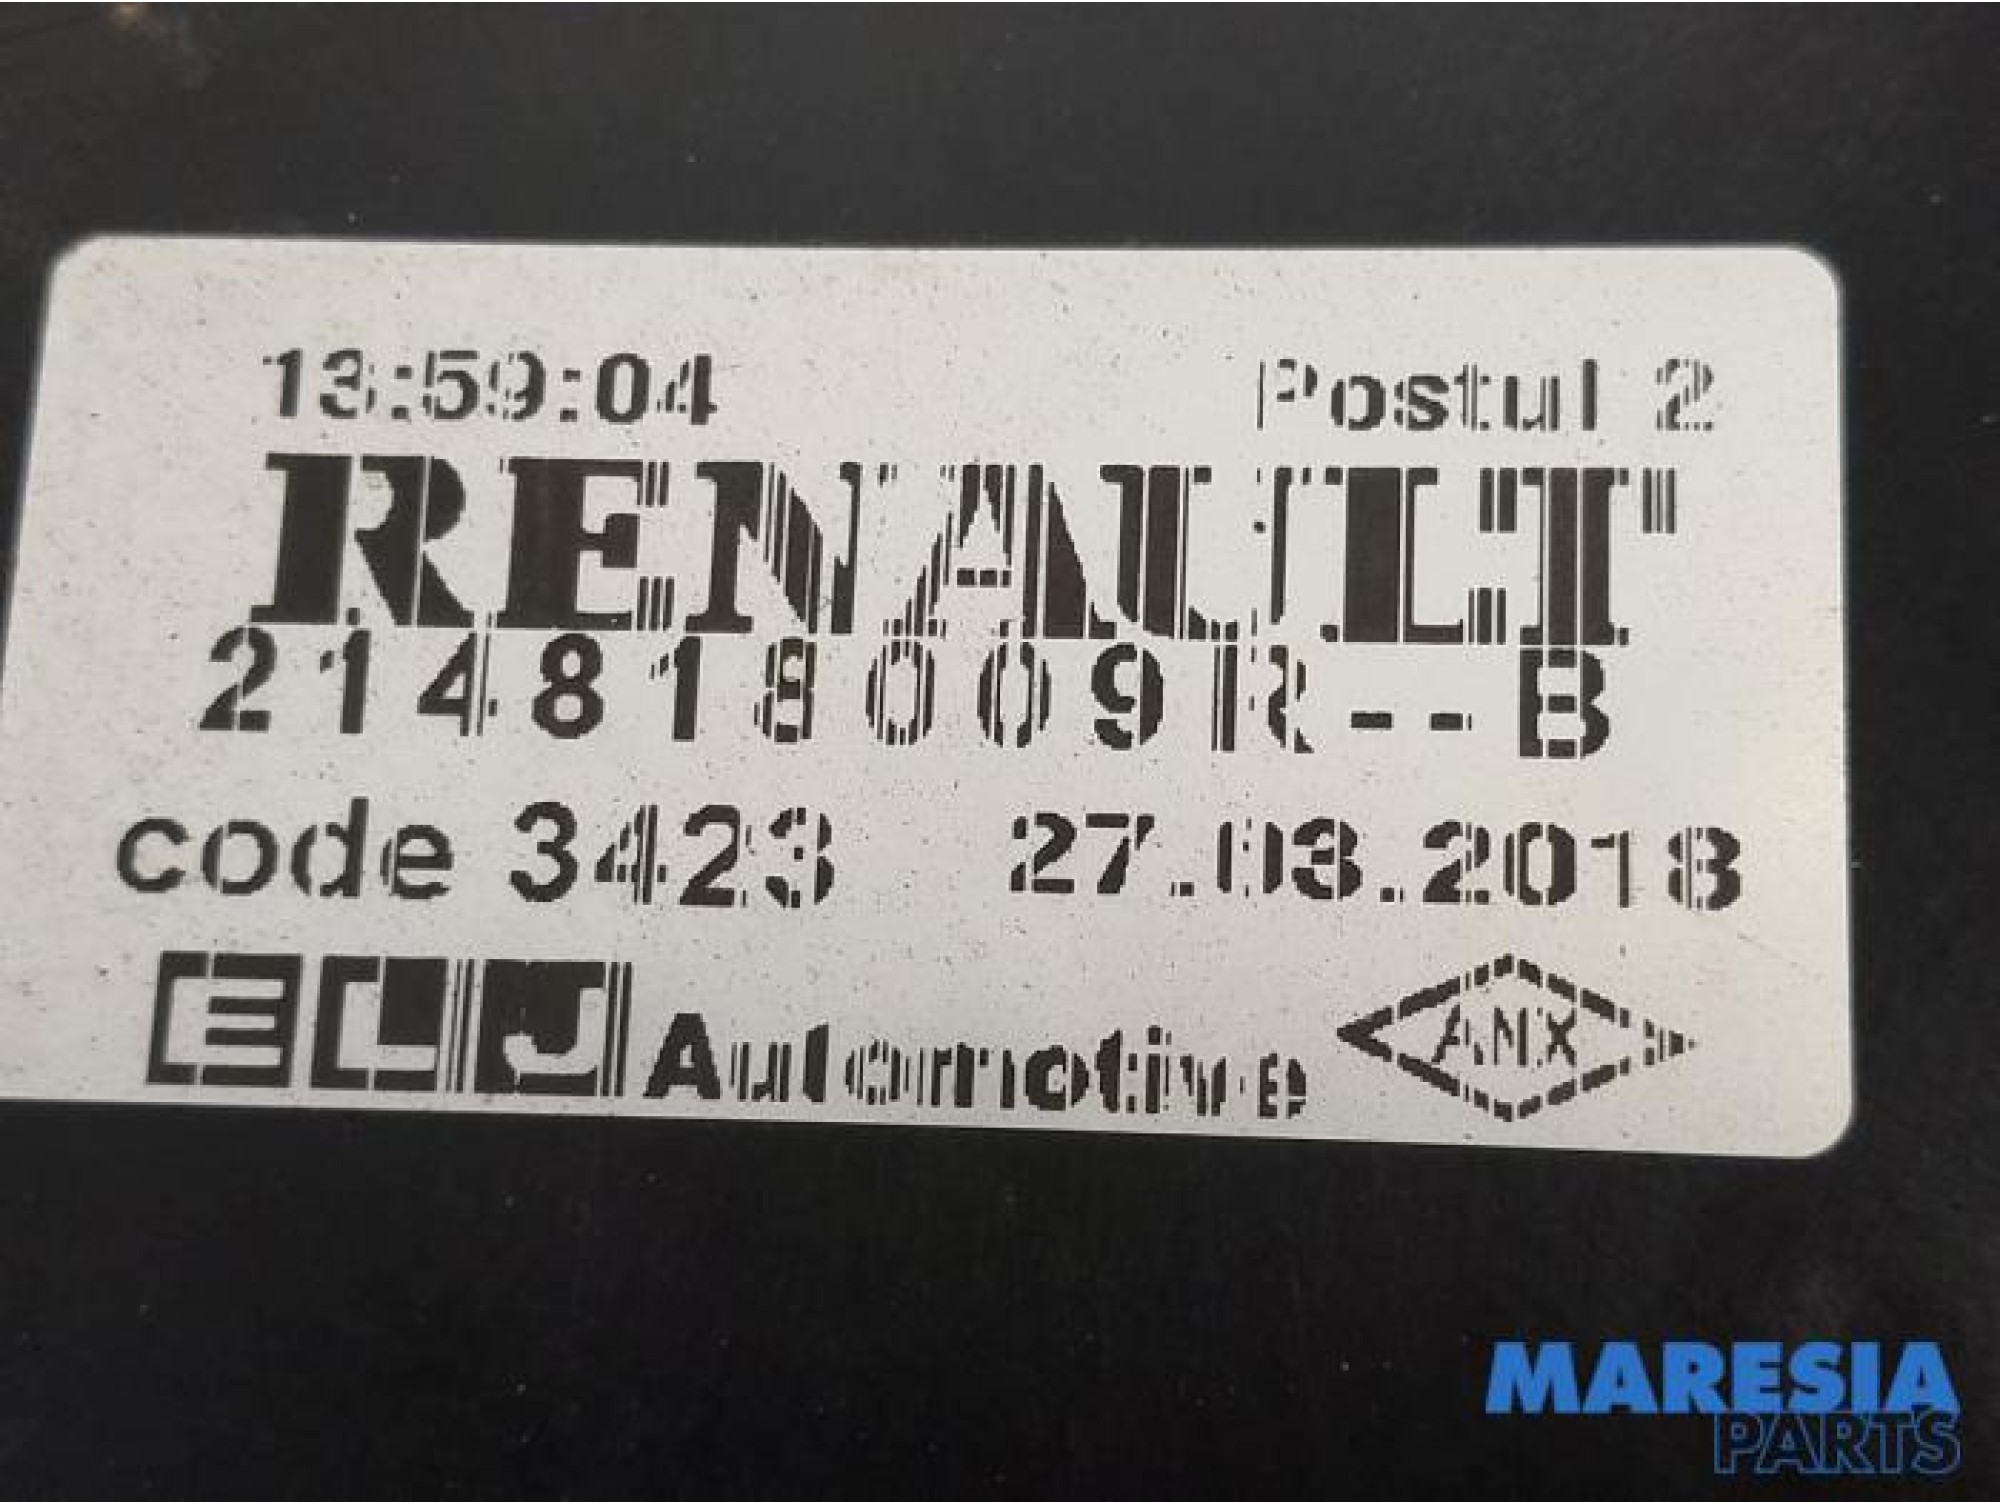 13:59:04 Postul 2
RENAULT
214818009R--B
code 3423 27.03.2018
ELJ Automotive ANX
MARESIA
PARTS